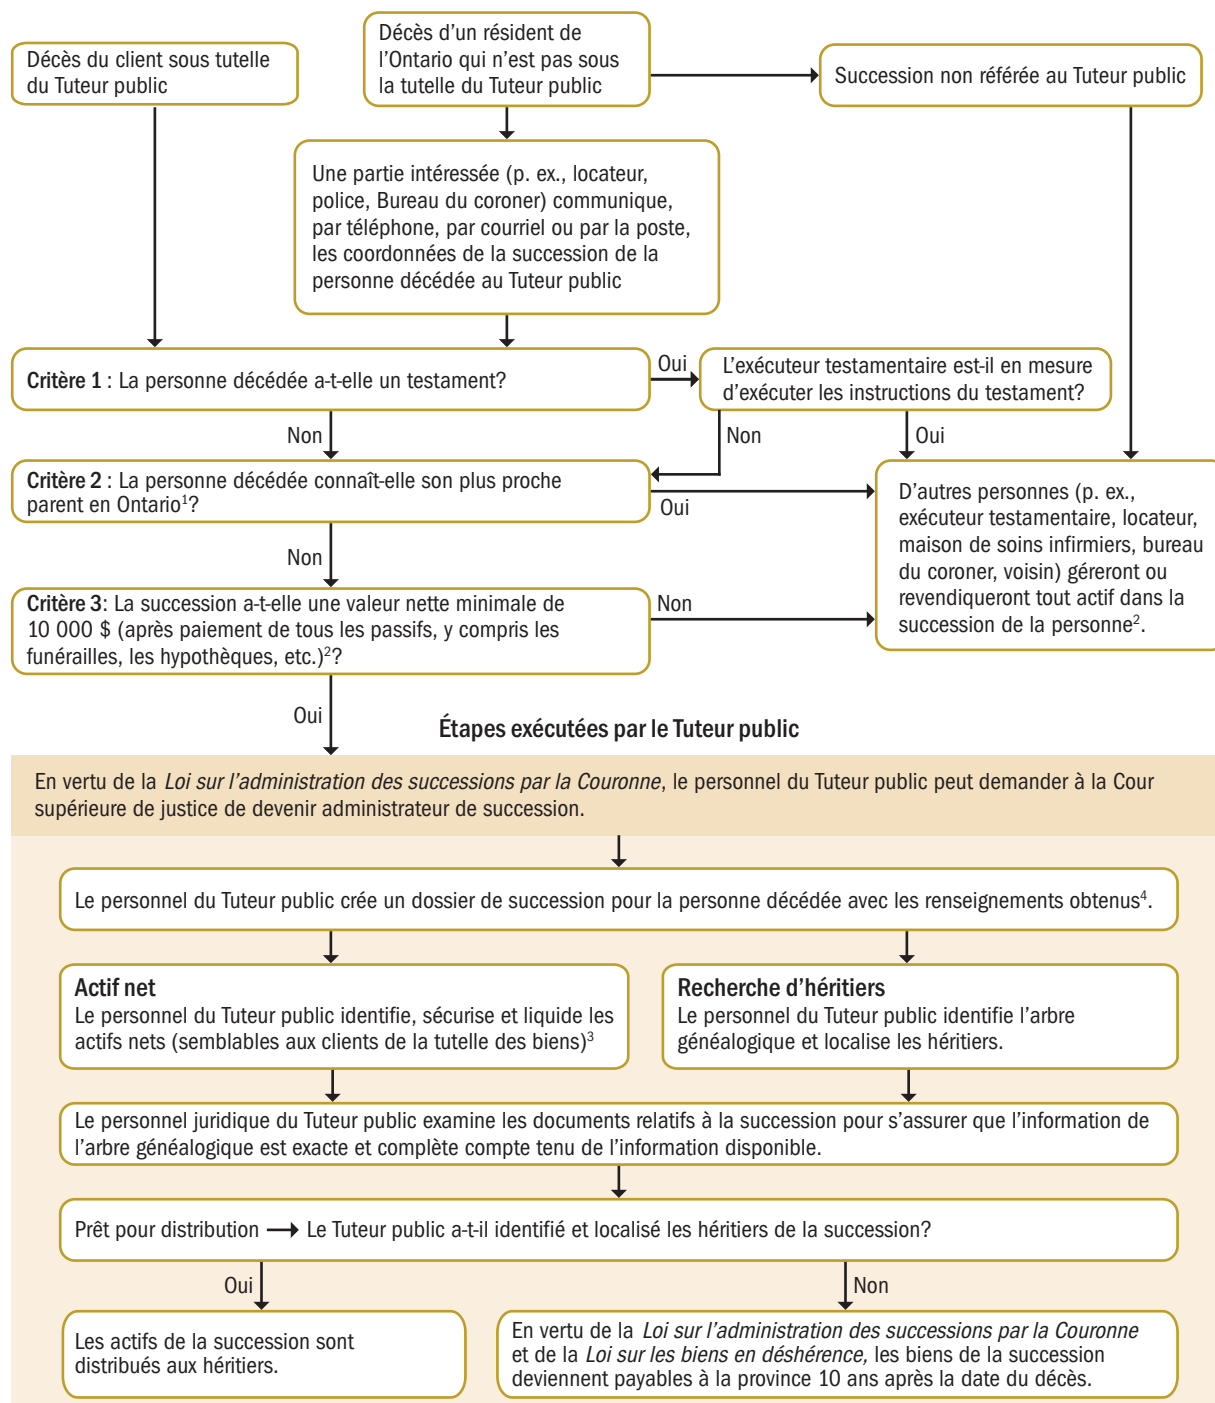 Décès du client sous tutelle
du Tuteur public
Décès d'un résident de
l'Ontario qui n'est pas sous
la tutelle du Tuteur public
Succession non référée au Tuteur public
Une partie intéressée (p. ex., locateur,
police, Bureau du coroner) communique,
par téléphone, par courriel ou par la poste,
les coordonnées de la succession de la
personne décédée au Tuteur public
Critère 1 : La personne décédée a-t-elle un testament?
Oui
L'exécuteur testamentaire est-il en mesure
d'exécuter les instructions du testament?
Non
Non
Oui
Critère 2 : La personne décédée connaît-elle son plus proche
parent en Ontario¹?
Oui
D'autres personnes (p. ex.,
exécuteur testamentaire, locateur,
maison de soins infirmiers, bureau
du coroner, voisin) géreront ou
revendiqueront tout actif dans la
succession de la personne².
Non
Critère 3: La succession a-t-elle une valeur nette minimale de
10 000 $ (après paiement de tous les passifs, y compris les
funérailles, les hypothèques, etc.)²?
Non
Oui
Étapes exécutées par le Tuteur public
En vertu de la Loi sur l'administration des successions par la Couronne, le personnel du Tuteur public peut demander à la Cour
supérieure de justice de devenir administrateur de succession.
Le personnel du Tuteur public crée un dossier de succession pour la personne décédée avec les renseignements obtenus⁴.
Actif net
Le personnel du Tuteur public identifie, sécurise et liquide les
actifs nets (semblables aux clients de la tutelle des biens)³
Recherche d'héritiers
Le personnel du Tuteur public identifie l'arbre
généalogique et localise les héritiers.
Le personnel juridique du Tuteur public examine les documents relatifs à la succession pour s'assurer que l'information de
l'arbre généalogique est exacte et complète compte tenu de l'information disponible.
Prêt pour distribution → Le Tuteur public a-t-il identifié et localisé les héritiers de la succession?
Oui
Non
Les actifs de la succession sont
distribués aux héritiers.
En vertu de la Loi sur l'administration des successions par la Couronne
et de la Loi sur les biens en déshérence, les biens de la succession
deviennent payables à la province 10 ans après la date du décès.